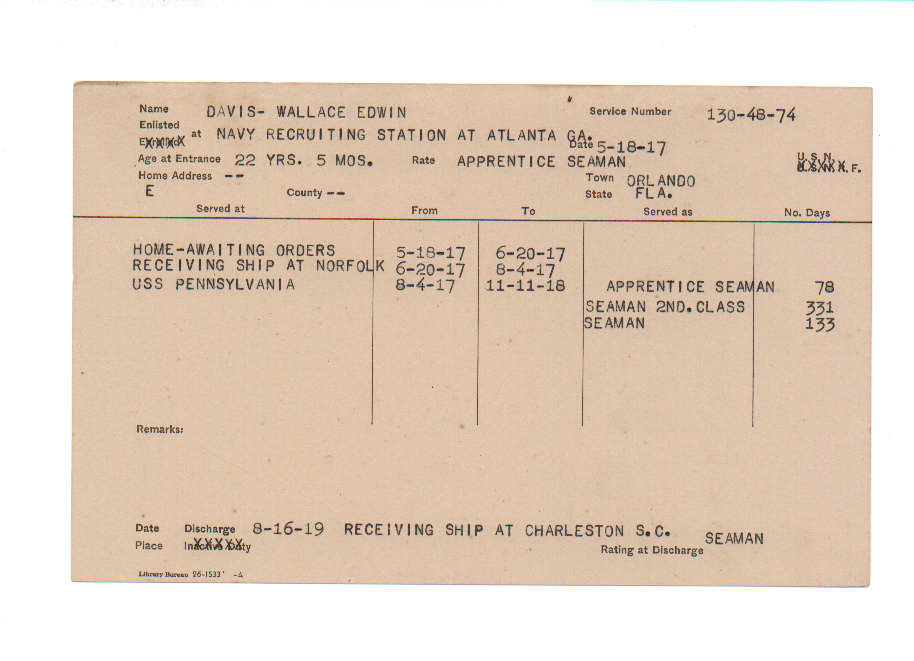 Name DAVIS- WALLACE EDWIN Service Number 130-48-74
Enlisted
Enrolled at NAVY RECRUITING STATION AT ATLANTA GA. Date 5-18-17
Age at Entrance 22 YRS. 5 MOS. Rate APPRENTICE SEAMAN U.S.N.
U.S.N.R.F.
Home Address -- Town ORLANDO
E County -- State FLA.
Served at From To Served as No. Days
HOME-AWAITING ORDERS 5-18-17 6-20-17
RECEIVING SHIP AT NORFOLK 6-20-17 8-4-17
USS PENNSYLVANIA 8-4-17 11-11-18 APPRENTICE SEAMAN 78
SEAMAN 2ND.CLASS 331
SEAMAN 133
Remarks:
Date Discharge 8-16-19 RECEIVING SHIP AT CHARLESTON S.C. SEAMAN
Place Inactive Duty Rating at Discharge
Library Bureau 26-1533 -A